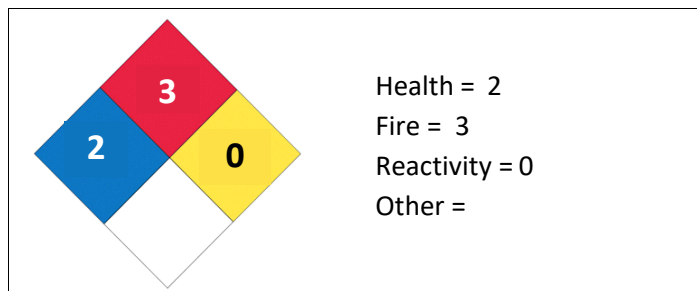 3
2
0
Health = 2
Fire = 3
Reactivity = 0
Other =